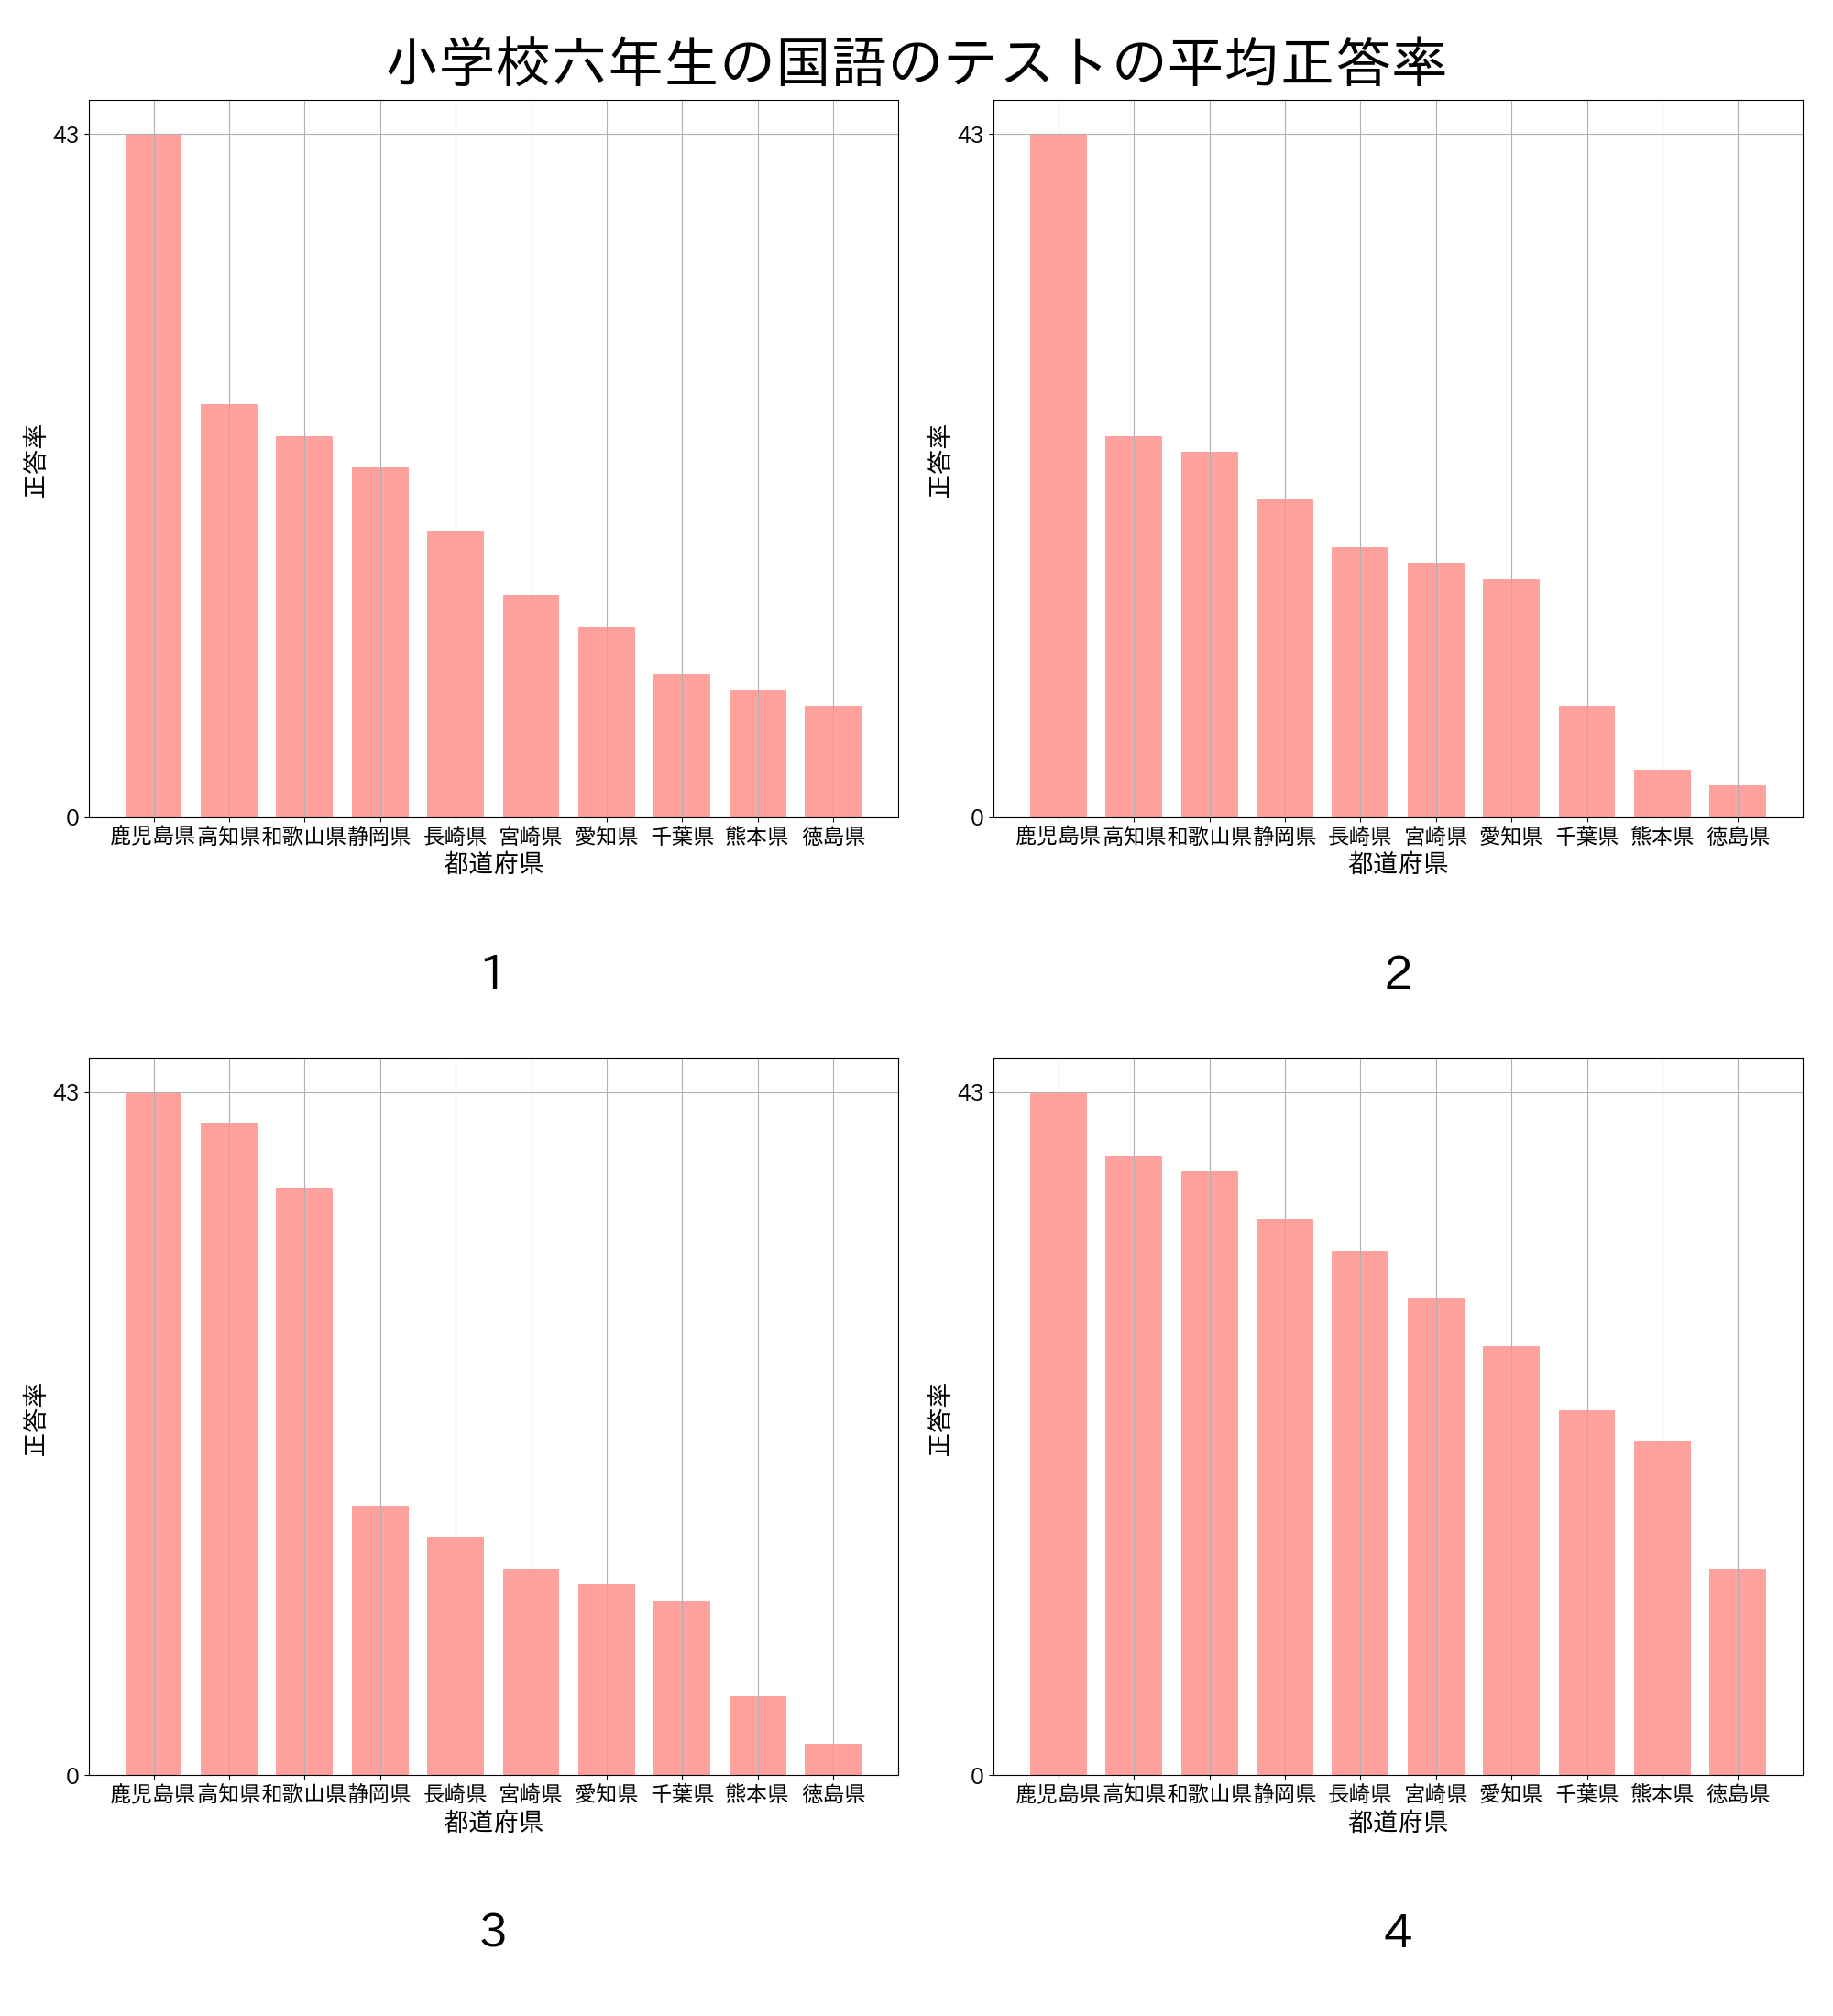 小学校六年生の国語のテストの平均正答率
43
正答率
0
鹿児島県 高知県 和歌山県 静岡県 長崎県 宮崎県 愛知県 千葉県 熊本県 徳島県
都道府県
1
43
正答率
0
鹿児島県 高知県 和歌山県 静岡県 長崎県 宮崎県 愛知県 千葉県 熊本県 徳島県
都道府県
2
43
正答率
0
鹿児島県 高知県 和歌山県 静岡県 長崎県 宮崎県 愛知県 千葉県 熊本県 徳島県
都道府県
3
43
正答率
0
鹿児島県 高知県 和歌山県 静岡県 長崎県 宮崎県 愛知県 千葉県 熊本県 徳島県
都道府県
4